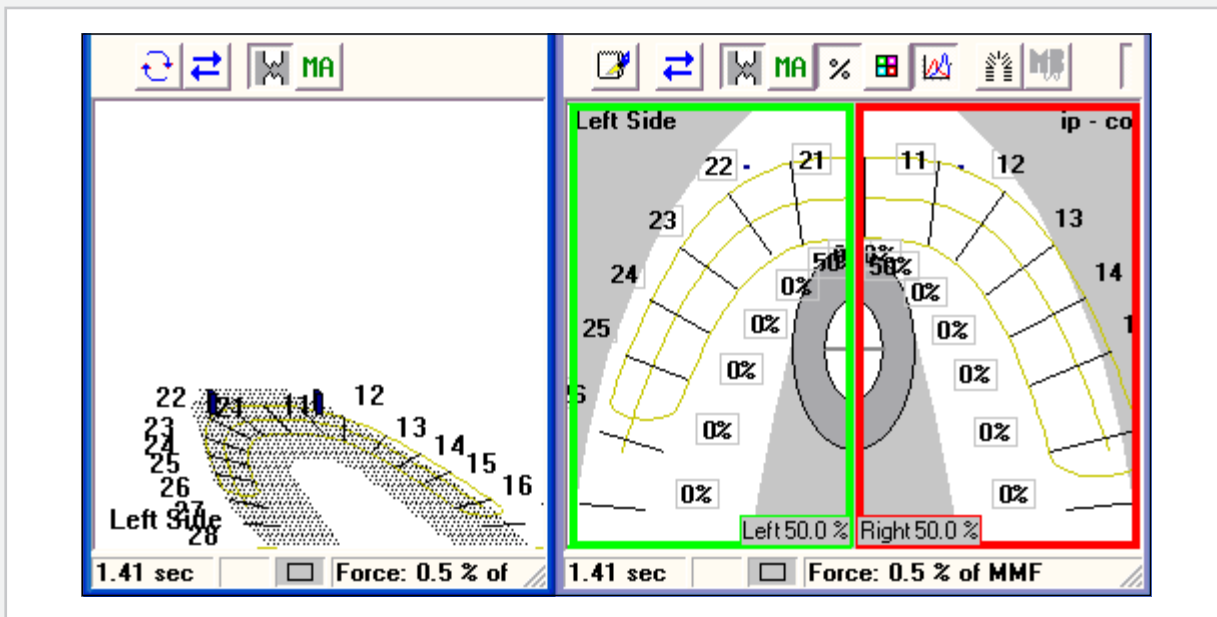 MA
MA %
Left Side
ip - co
22 21 11 12
23 13
24 14
25
50% 0% 50%
0% 0%
0% 0%
0% 0%
0% 0%
0% 0%
Left 50.0 % Right 50.0 %
22 21 11 12
23 13
24 14
25 15
26 16
27
Left Side
28
1.41 sec Force: 0.5 % of
1.41 sec Force: 0.5 % of MMF